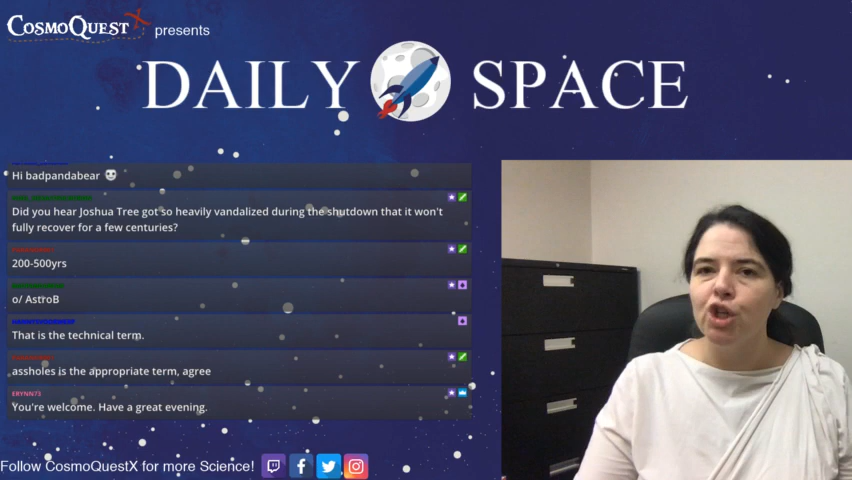 COSMOQUEST X presents
DAILY SPACE
Hi badpandabear
Did you hear Joshua Tree got so heavily vandalized during the shutdown that it won't
fully recover for a few centuries?
200-500yrs
o/ AstroB
That is the technical term.
assholes is the appropriate term, agree
ERYNN73
You're welcome. Have a great evening.
Follow CosmoQuestX for more Science!